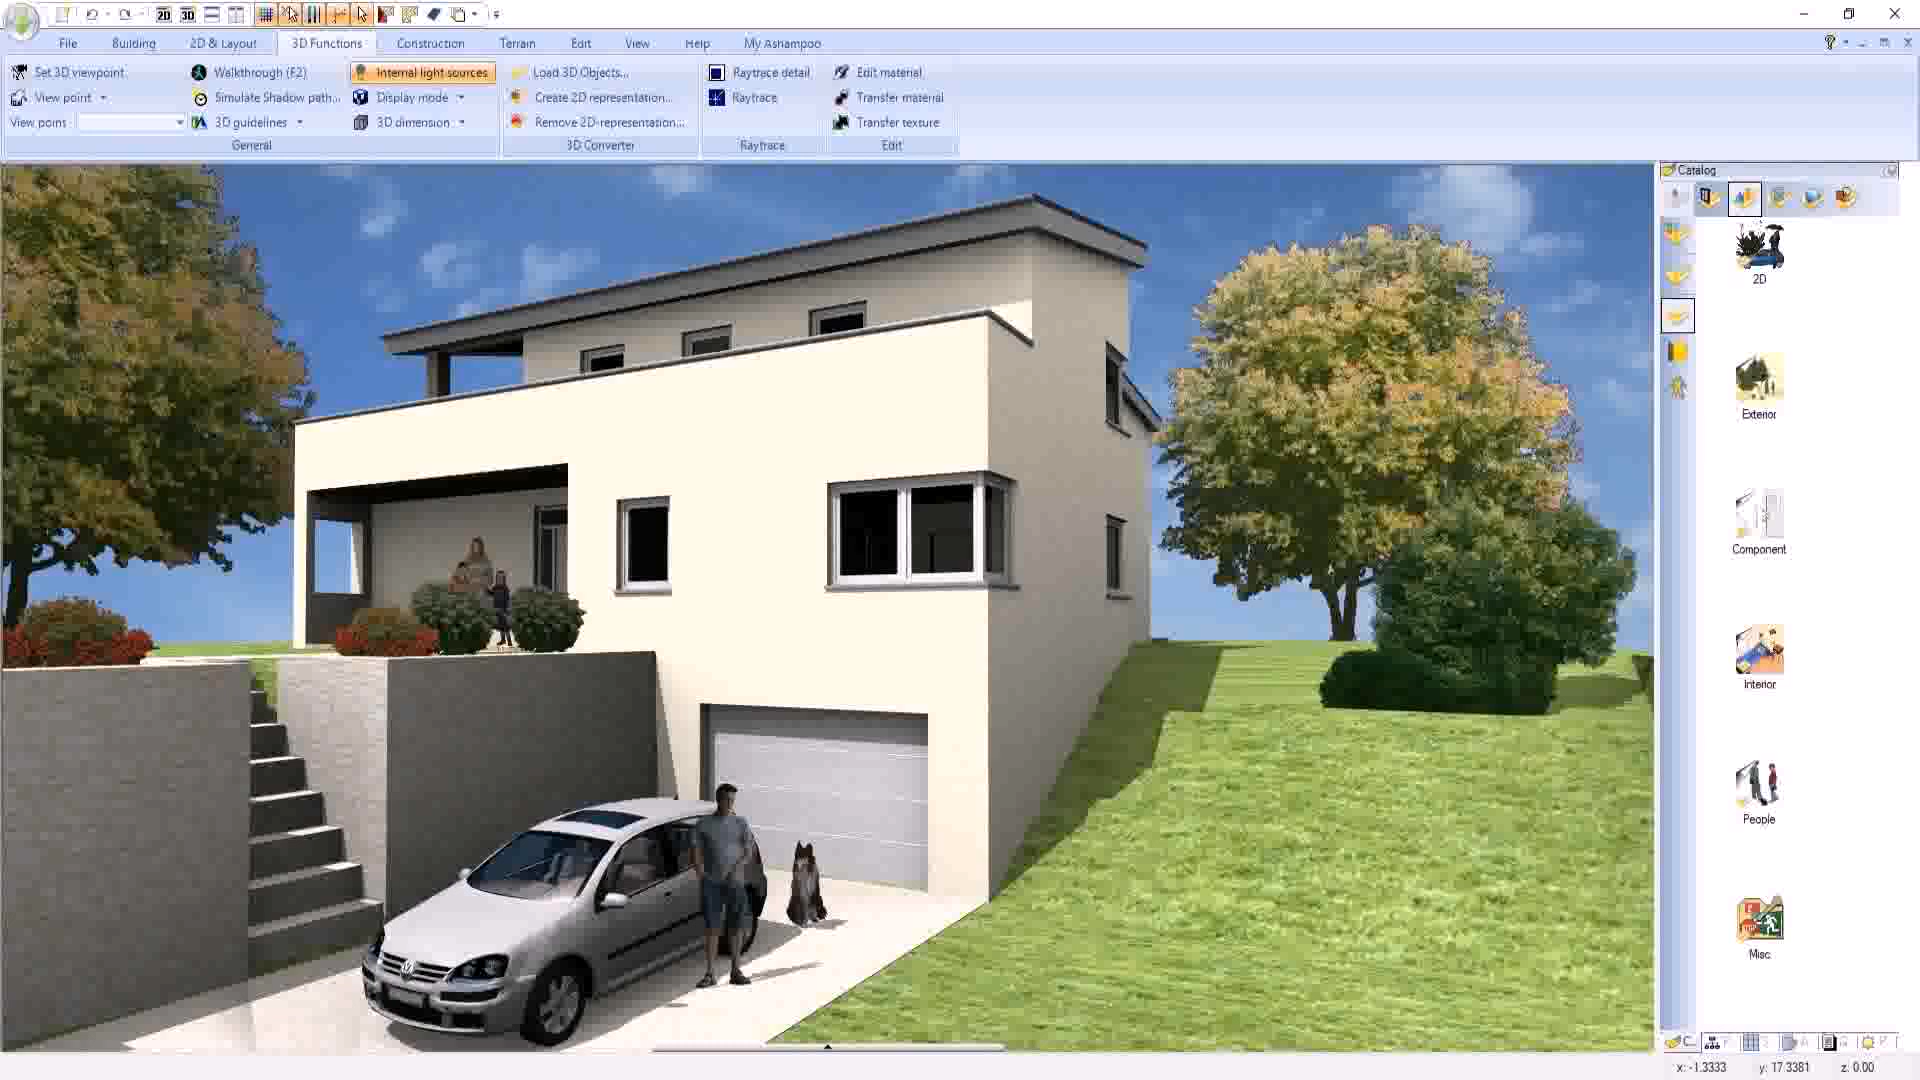 2D 3D
File Building 2D & Layout 3D Functions Construction Terrain Edit View Help My Ashampoo
Set 3D viewpoint Walkthrough (F2) Internal light sources Load 3D Objects... Raytrace detail Edit material
View point Simulate Shadow path... Display mode Create 2D representation... Raytrace Transfer material
View point: 3D guidelines 3D dimension Remove 2D-representation... Transfer texture
General 3D Converter Raytrace Edit
Catalog
2D
Exterior
Component
Interior
People
Misc
x: -1.3333 y: 17.3381 z: 0.00